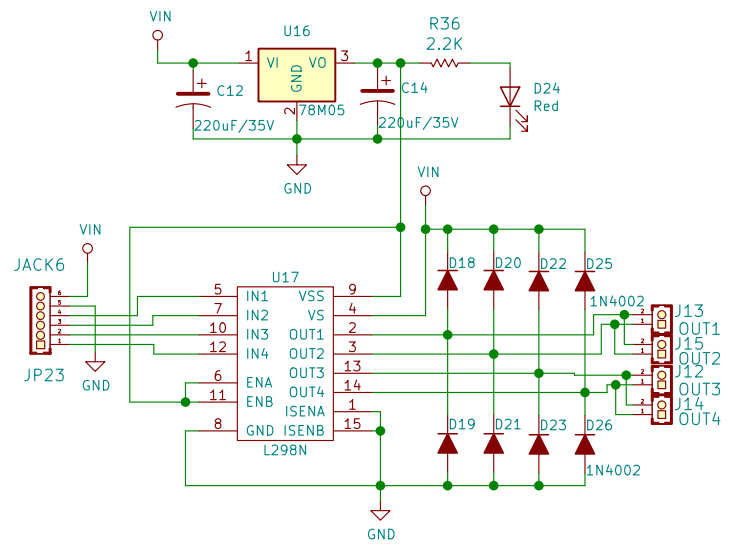 VIN
U16
R36
2.2K
1
VI
VO
3
GND
2
78M05
C12
220uF/35V
C14
220uF/35V
D24
Red
GND
VIN
VIN
JACK6
6
5
4
3
2
1
JP23
GND
U17
5 IN1 VSS 9
7 IN2 VS 4
10 IN3 OUT1 2
12 IN4 OUT2 3
OUT3 13
6 ENA OUT4 14
11 ENB ISENA 1
8 GND ISENB 15
L298N
D18
D20
D22
D25
1N4002
D19
D21
D23
D26
1N4002
GND
2
1
J13
OUT1
2
1
J15
OUT2
2
1
J12
OUT3
2
1
J14
OUT4